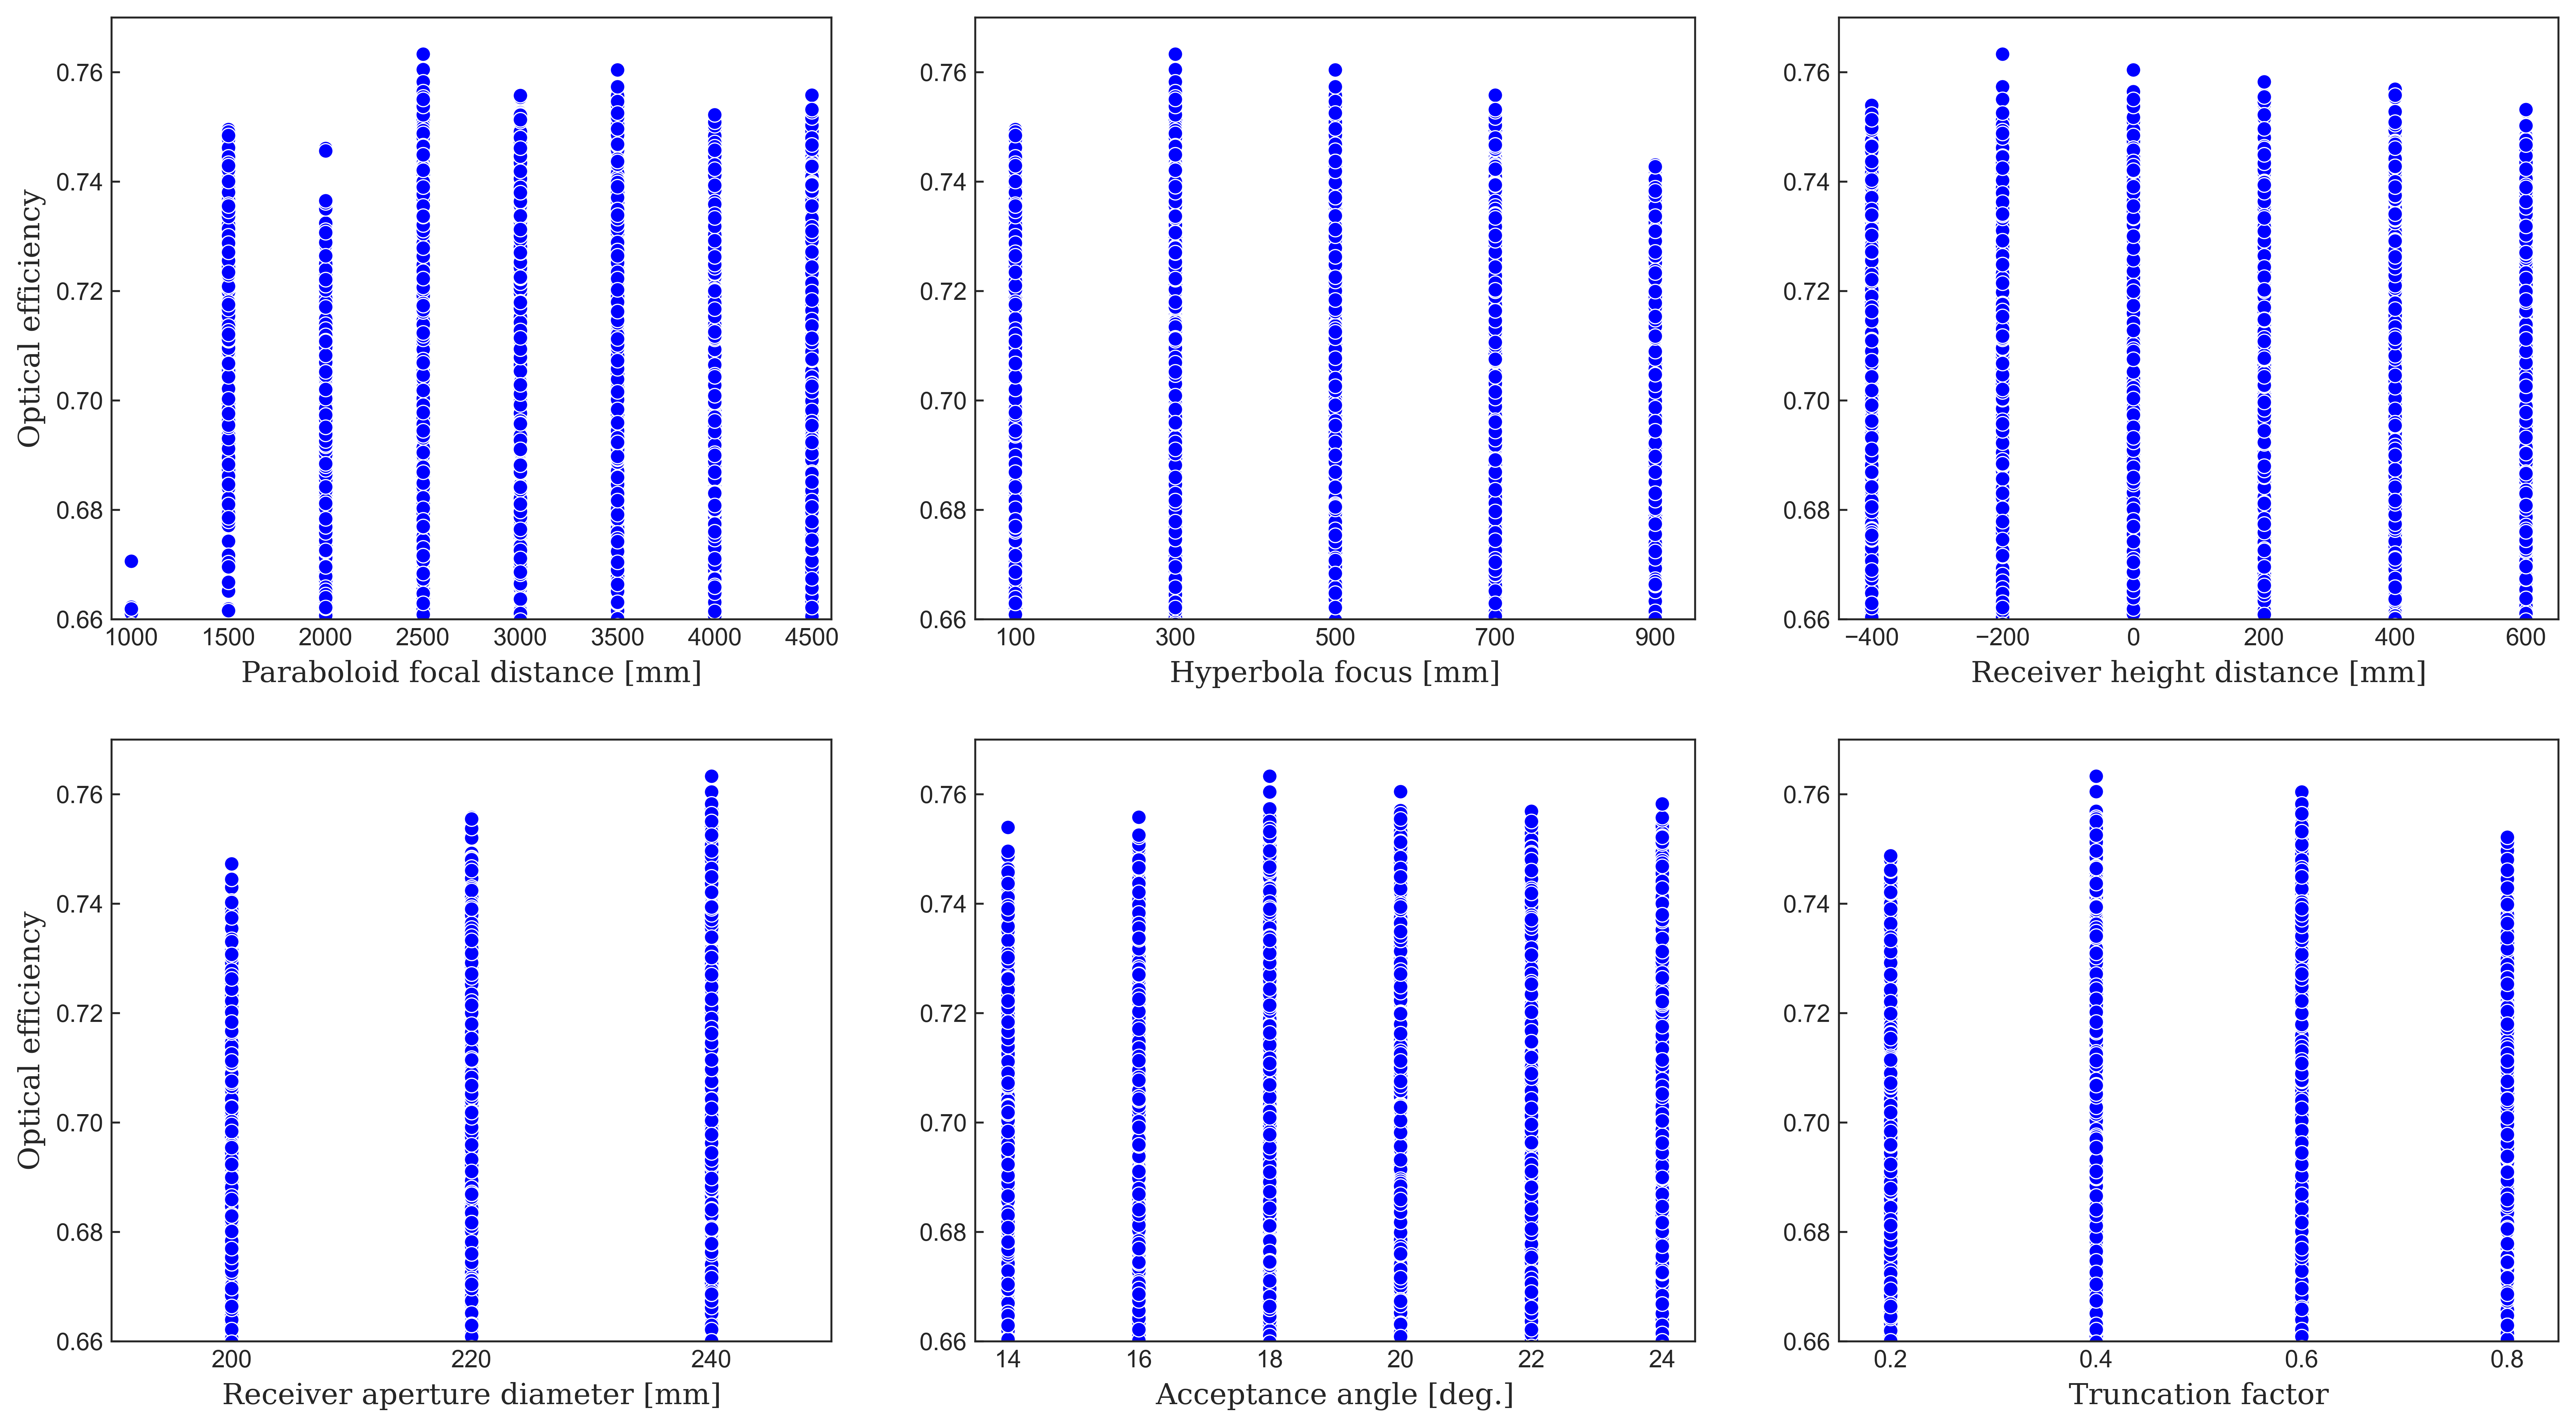 0.76
0.74
0.72
0.70
0.68
0.66
Optical efficiency
1000 1500 2000 2500 3000 3500 4000 4500
Paraboloid focal distance [mm]
0.76
0.74
0.72
0.70
0.68
0.66
100 300 500 700 900
Hyperbola focus [mm]
0.76
0.74
0.72
0.70
0.68
0.66
−400 −200 0 200 400 600
Receiver height distance [mm]
0.76
0.74
0.72
0.70
0.68
0.66
Optical efficiency
200 220 240
Receiver aperture diameter [mm]
0.76
0.74
0.72
0.70
0.68
0.66
14 16 18 20 22 24
Acceptance angle [deg.]
0.76
0.74
0.72
0.70
0.68
0.66
0.2 0.4 0.6 0.8
Truncation factor